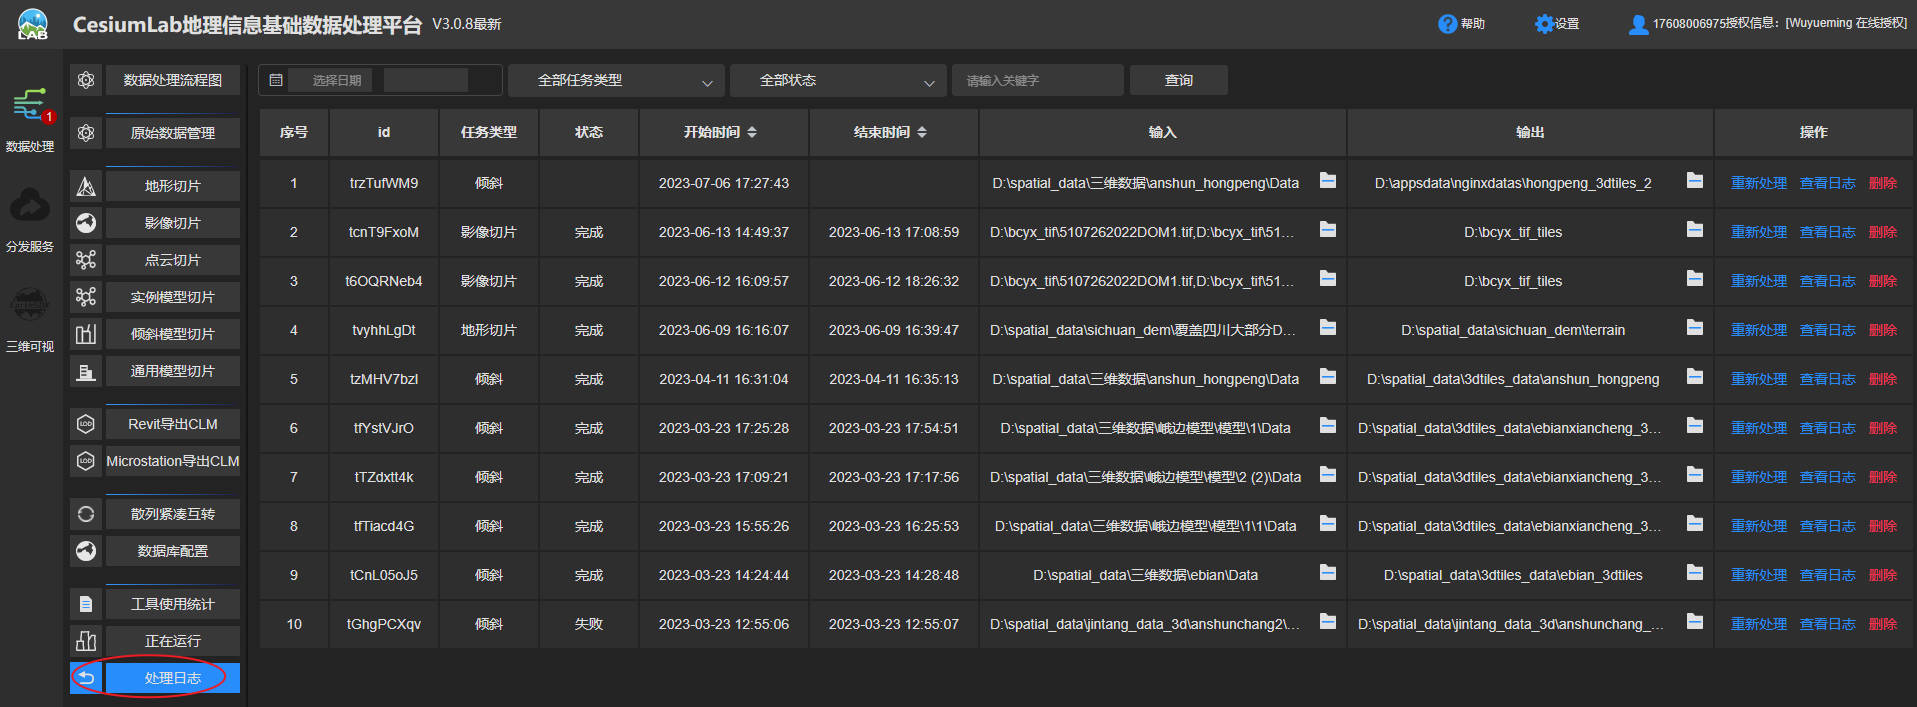 LAB
CesiumLab地理信息基础数据处理平台 V3.0.8最新
帮助 设置 17608006975授权信息：[Wuyueming 在线授权]
1
数据处理
分发服务
三维可视
数据处理流程图
原始数据管理
地形切片
影像切片
点云切片
实例模型切片
倾斜模型切片
通用模型切片
LOD Revit导出CLM
LOD Microstation导出CLM
散列紧凑互转
数据库配置
工具使用统计
正在运行
处理日志
选择日期 全部任务类型 全部状态 请输入关键字 查询
序号 id 任务类型 状态 开始时间 结束时间 输入 输出 操作
1 trzTufWM9 倾斜 2023-07-06 17:27:43 D:\spatial_data\三维数据\anshun_hongpeng\Data D:\appsdata\nginxdatas\hongpeng_3dtiles_2 重新处理 查看日志 删除
2 tcnT9FxoM 影像切片 完成 2023-06-13 14:49:37 2023-06-13 17:08:59 D:\bcyx_tif\5107262022DOM1.tif,D:\bcyx_tif\51... D:\bcyx_tif_tiles 重新处理 查看日志 删除
3 t6OQRNeb4 影像切片 完成 2023-06-12 16:09:57 2023-06-12 18:26:32 D:\bcyx_tif\5107262022DOM1.tif,D:\bcyx_tif\51... D:\bcyx_tif_tiles 重新处理 查看日志 删除
4 tvyhhLgDt 地形切片 完成 2023-06-09 16:16:07 2023-06-09 16:39:47 D:\spatial_data\sichuan_dem\覆盖四川大部分D... D:\spatial_data\sichuan_dem\terrain 重新处理 查看日志 删除
5 tzMHV7bzI 倾斜 完成 2023-04-11 16:31:04 2023-04-11 16:35:13 D:\spatial_data\三维数据\anshun_hongpeng\Data D:\spatial_data\3dtiles_data\anshun_hongpeng 重新处理 查看日志 删除
6 tfYstVJrO 倾斜 完成 2023-03-23 17:25:28 2023-03-23 17:54:51 D:\spatial_data\三维数据\峨边模型\模型\1\Data D:\spatial_data\3dtiles_data\ebianxiancheng_3... 重新处理 查看日志 删除
7 tTZdxtt4k 倾斜 完成 2023-03-23 17:09:21 2023-03-23 17:17:56 D:\spatial_data\三维数据\峨边模型\模型\2 (2)\Data D:\spatial_data\3dtiles_data\ebianxiancheng_3... 重新处理 查看日志 删除
8 tfTiacd4G 倾斜 完成 2023-03-23 15:55:26 2023-03-23 16:25:53 D:\spatial_data\三维数据\峨边模型\模型\1\1\Data D:\spatial_data\3dtiles_data\ebianxiancheng_3... 重新处理 查看日志 删除
9 tCnL05oJ5 倾斜 完成 2023-03-23 14:24:44 2023-03-23 14:28:48 D:\spatial_data\三维数据\ebian\Data D:\spatial_data\3dtiles_data\ebian_3dtiles 重新处理 查看日志 删除
10 tGhgPCXqv 倾斜 失败 2023-03-23 12:55:06 2023-03-23 12:55:07 D:\spatial_data\jintang_data_3d\anshunchang2\... D:\spatial_data\jintang_data_3d\anshunchang_... 重新处理 查看日志 删除